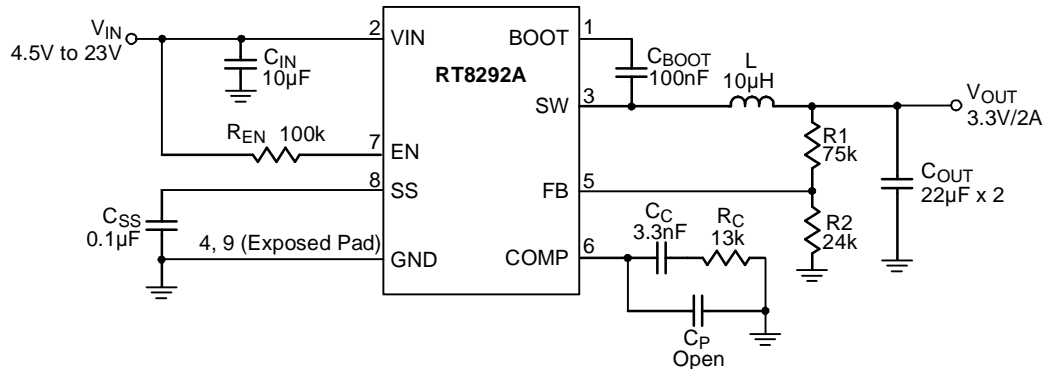 VIN
4.5V to 23V
CIN
10µF
REN 100k
CSS
0.1µF
4, 9 (Exposed Pad)
2
7
8
VIN
BOOT
RT8292A
SW
EN
SS
FB
GND
COMP
1
3
5
6
CBOOT
100nF
L
10µH
VOUT
3.3V/2A
R1
75k
COUT
22µF x 2
R2
24k
CC
3.3nF
RC
13k
CP
Open